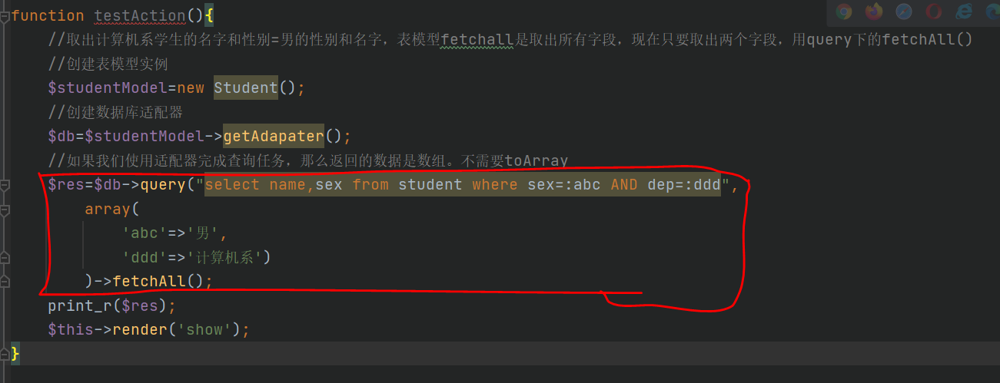 function testAction(){
//取出计算机系学生的名字和性别=男的性别和名字，表模型fetchall是取出所有字段，现在只要取出两个字段，用query下的fetchAll()
//创建表模型实例
$studentModel=new Student();
//创建数据库适配器
$db=$studentModel->getAdapater();
//如果我们使用适配器完成查询任务，那么返回的数据是数组。不需要toArray
$res=$db->query("select name,sex from student where sex=:abc AND dep=:ddd",
array(
'abc'=>'男',
'ddd'=>'计算机系')
)->fetchAll();
print_r($res);
$this->render('show');
}